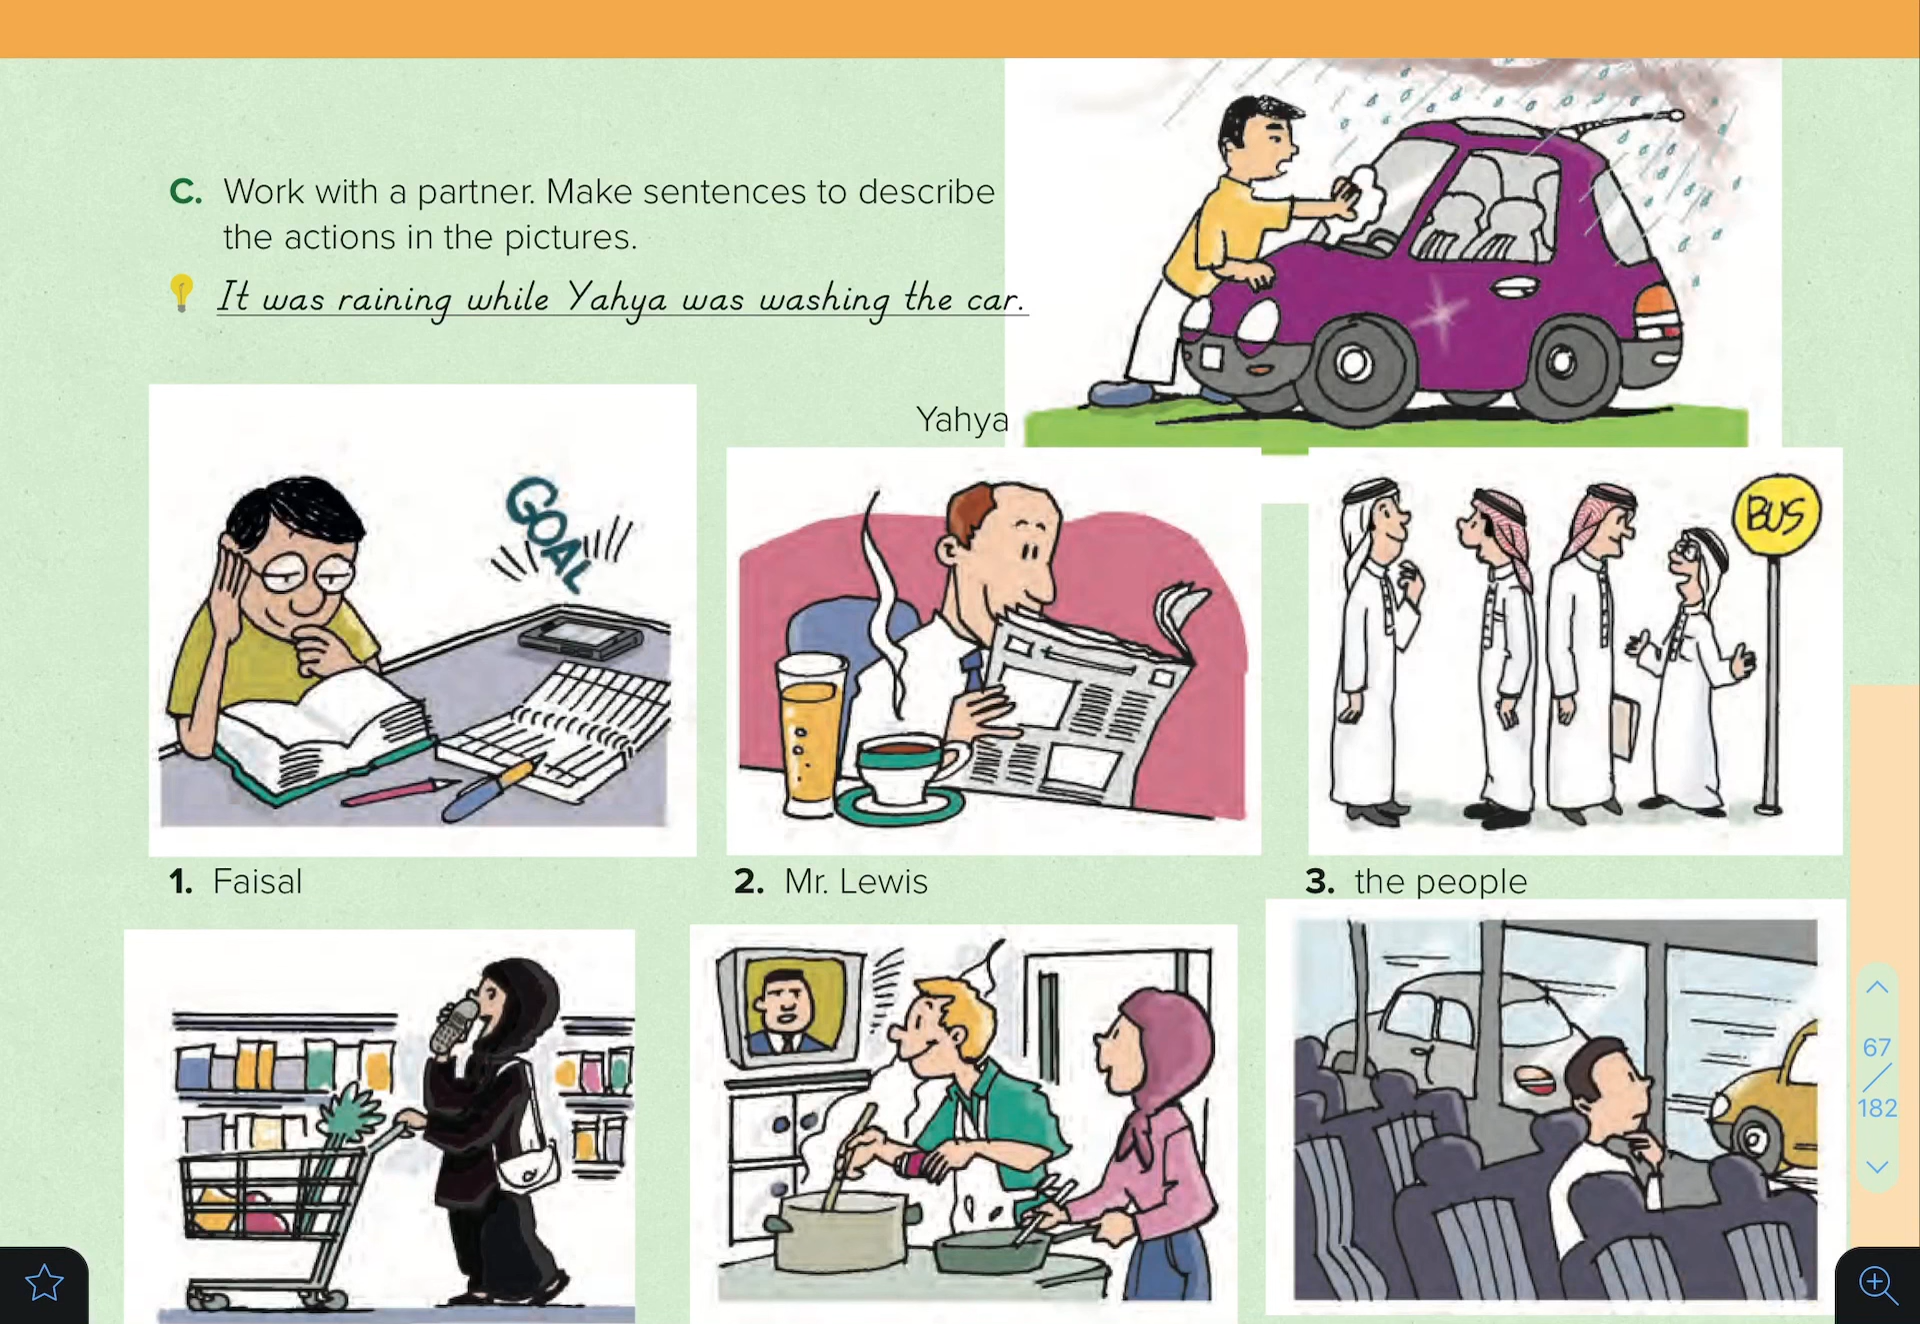 C. Work with a partner. Make sentences to describe
the actions in the pictures.
It was raining while Yahya was washing the car.
Yahya
GOAL
BUS
1. Faisal
2. Mr. Lewis
3. the people
67
182